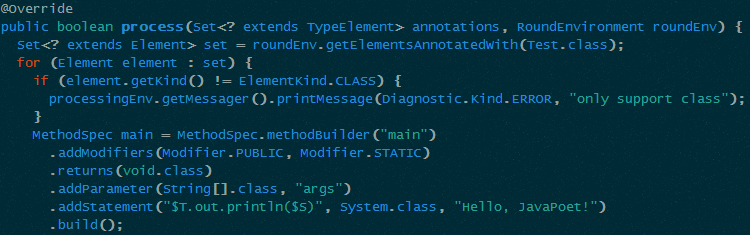 @Override
public boolean process(Set<? extends TypeElement> annotations, RoundEnvironment roundEnv) {
  Set<? extends Element> set = roundEnv.getElementsAnnotatedWith(Test.class);
  for (Element element : set) {
    if (element.getKind() != ElementKind.CLASS) {
      processingEnv.getMessager().printMessage(Diagnostic.Kind.ERROR, "only support class");
    }
    MethodSpec main = MethodSpec.methodBuilder("main")
      .addModifiers(Modifier.PUBLIC, Modifier.STATIC)
      .returns(void.class)
      .addParameter(String[].class, "args")
      .addStatement("$T.out.println($S)", System.class, "Hello, JavaPoet!")
      .build();